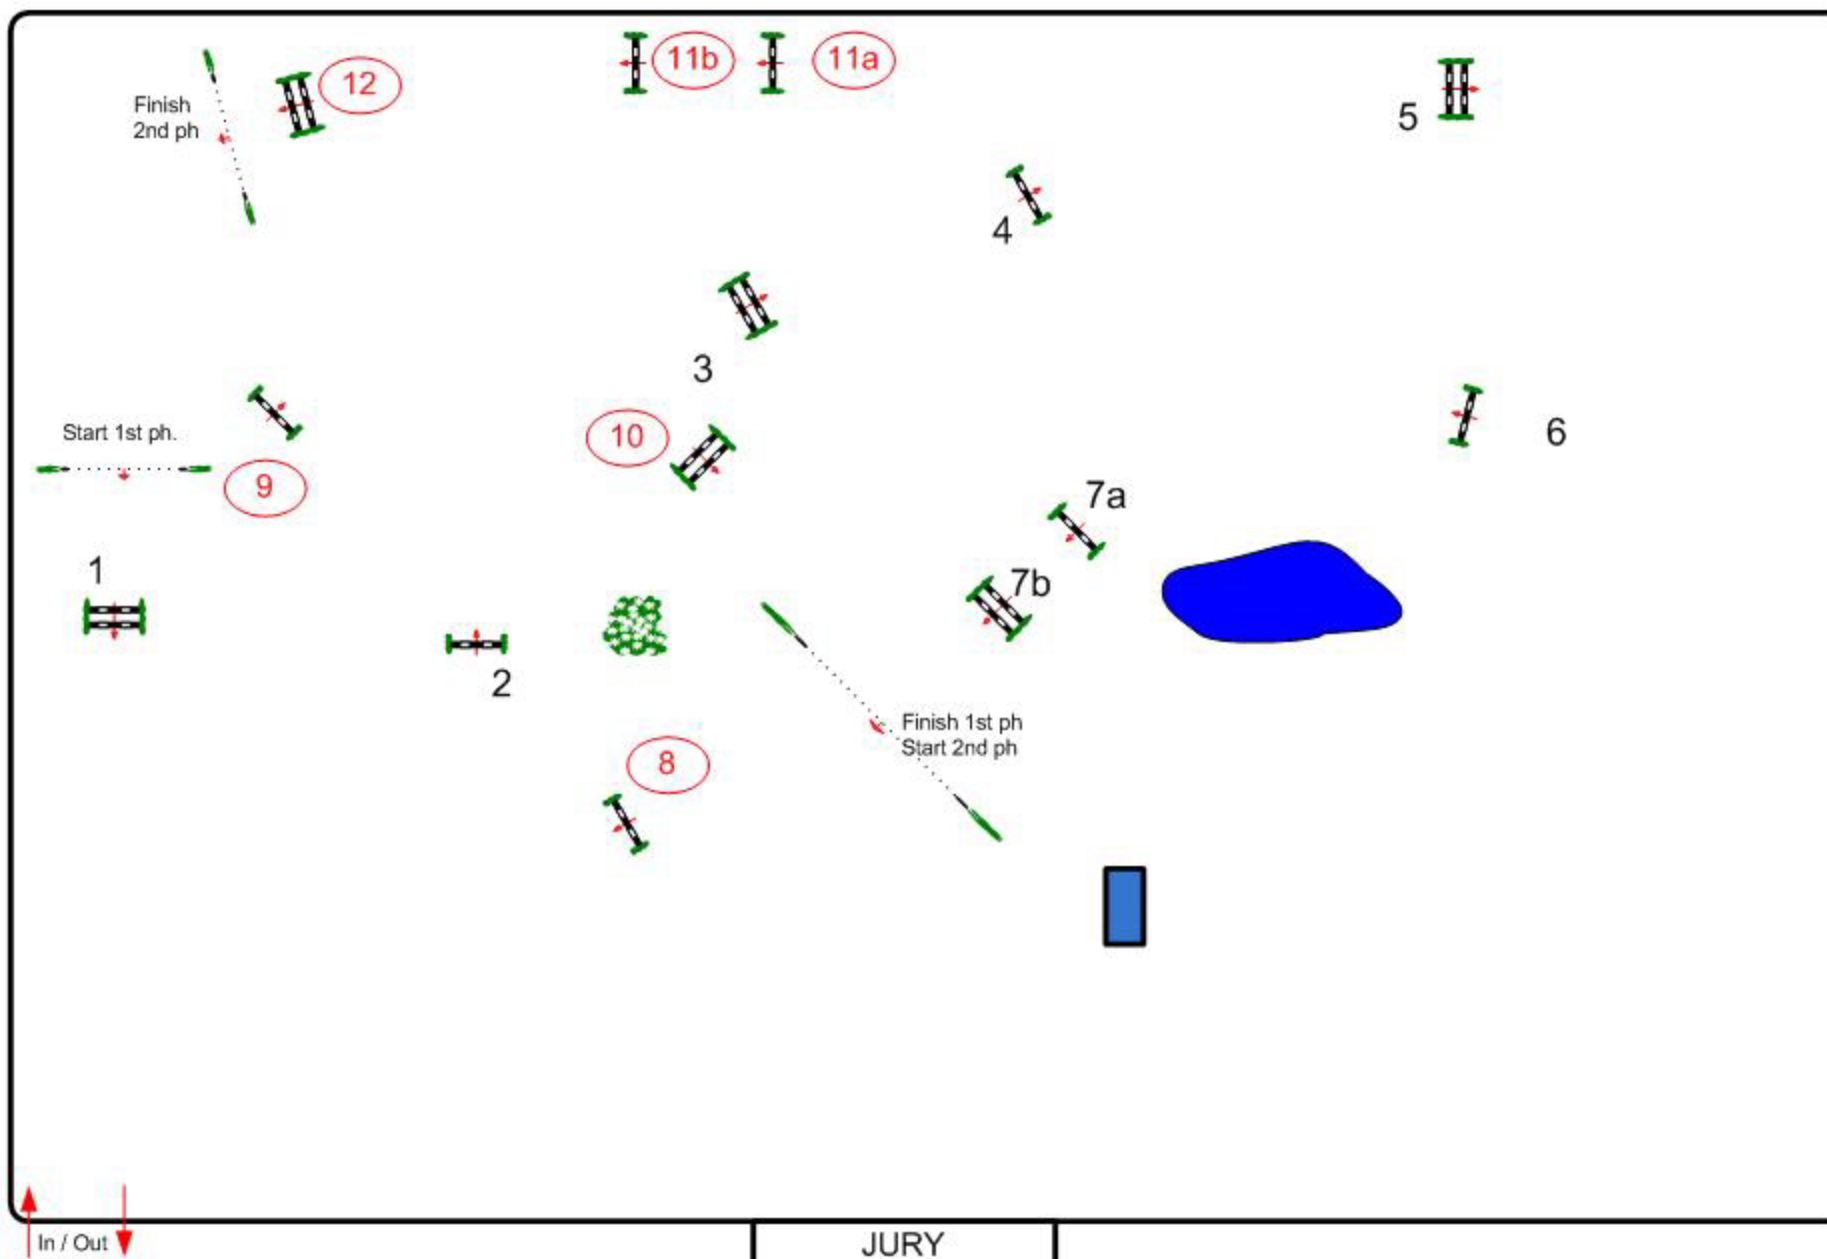 11b
11a
12
Finish
2nd ph
5
4
3
Start 1st ph.
10
6
9
7a
1
7b
2
Finish 1st ph
Start 2nd ph
8
In / Out
JURY